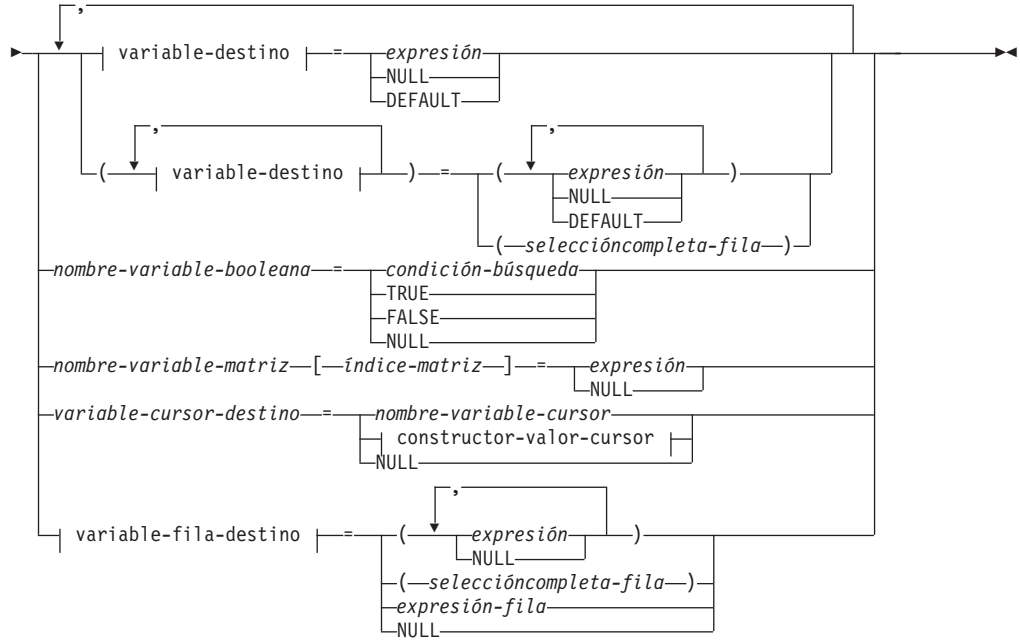 ,
variable-destino = expresión
NULL
DEFAULT
, ,
( variable-destino ) = ( expresión )
NULL
DEFAULT
( seleccióncompleta-fila )
nombre-variable-booleana = condición-búsqueda
TRUE
FALSE
NULL
nombre-variable-matriz [ índice-matriz ] = expresión
NULL
variable-cursor-destino = nombre-variable-cursor
constructor-valor-cursor
NULL
,
variable-fila-destino = ( expresión )
NULL
( seleccióncompleta-fila )
expresión-fila
NULL